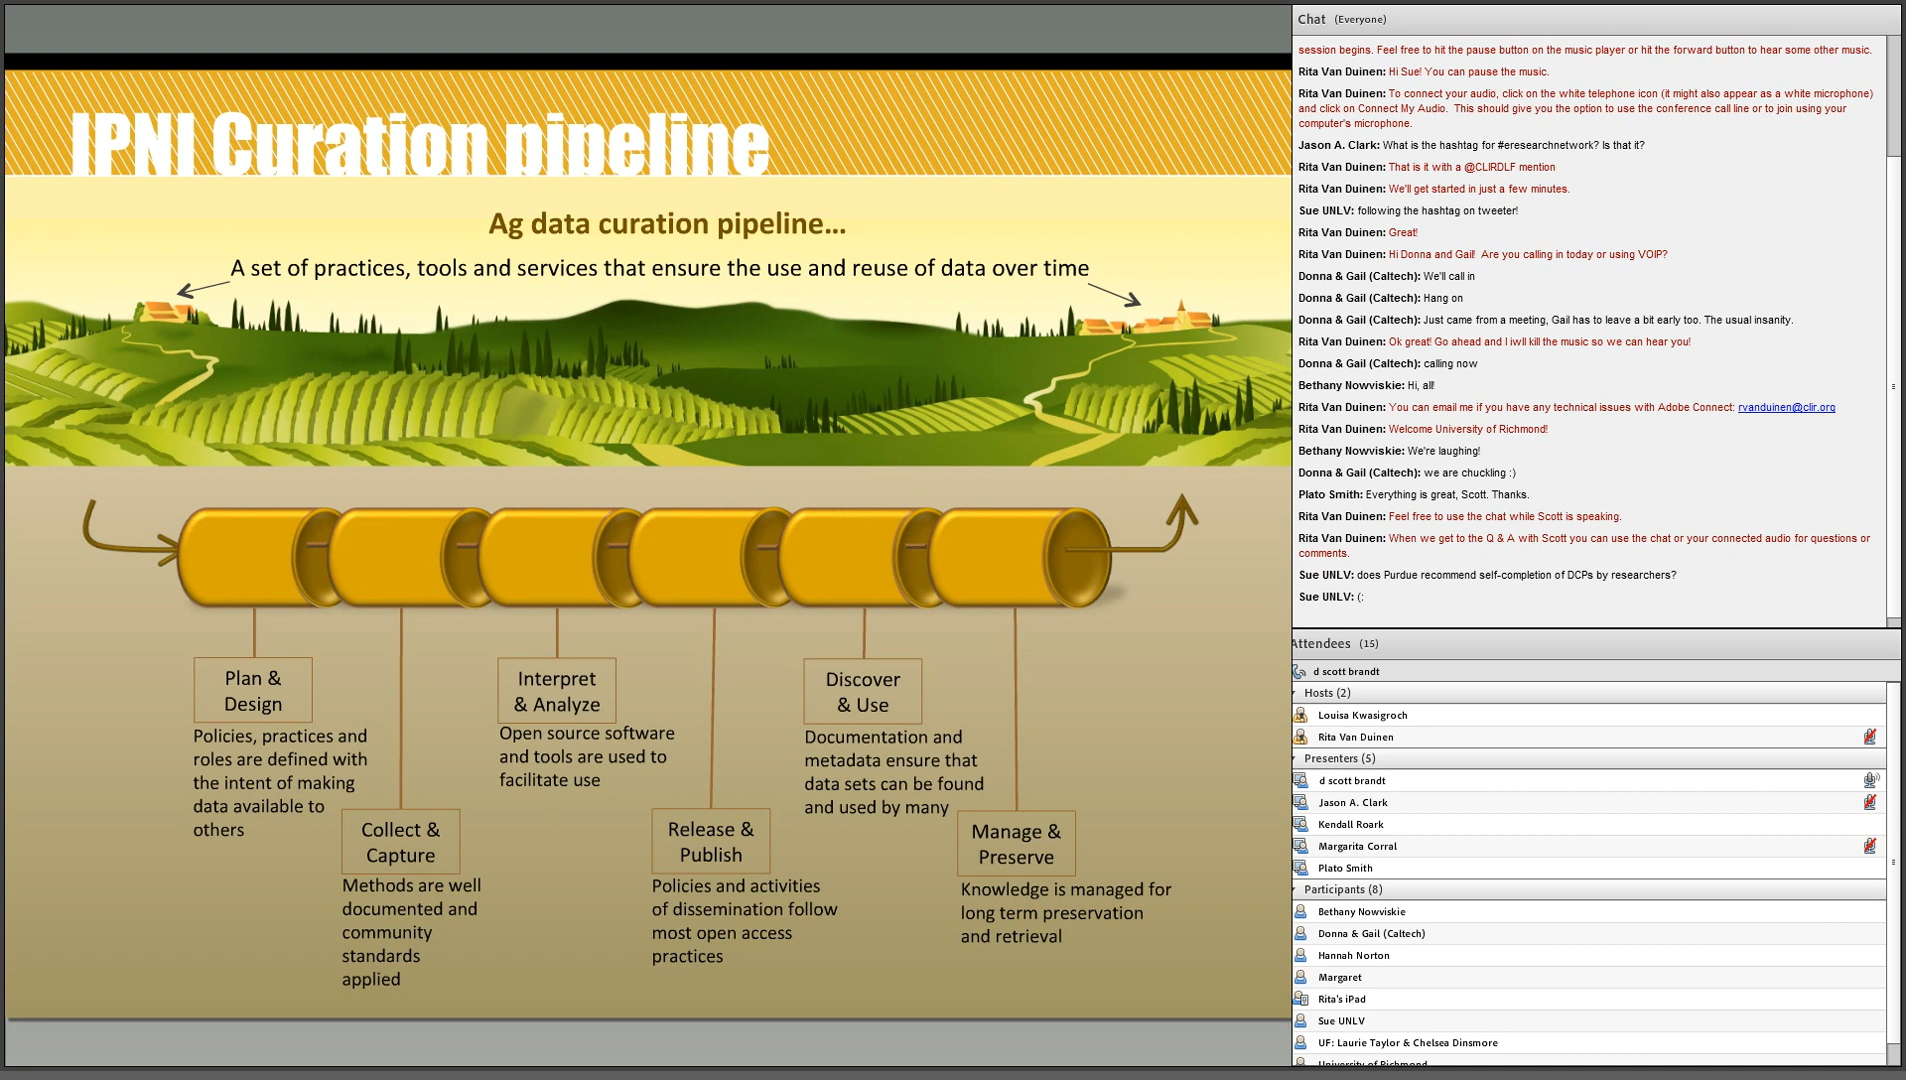 IPNI Curation pipeline
Ag data curation pipeline...
A set of practices, tools and services that ensure the use and reuse of data over time
Plan &
Design
Policies, practices and
roles are defined with
the intent of making
data available to
others
Collect &
Capture
Methods are well
documented and
community
standards
applied
Interpret
& Analyze
Open source software
and tools are used to
facilitate use
Release &
Publish
Policies and activities
of dissemination follow
most open access
practices
Discover
& Use
Documentation and
metadata ensure that
data sets can be found
and used by many
Manage &
Preserve
Knowledge is managed for
long term preservation
and retrieval
Chat (Everyone)
session begins. Feel free to hit the pause button on the music player or hit the forward button to hear some other music.
Rita Van Duinen: Hi Sue! You can pause the music.
Rita Van Duinen: To connect your audio, click on the white telephone icon (it might also appear as a white microphone)
and click on Connect My Audio. This should give you the option to use the conference call line or to join using your
computer's microphone.
Jason A. Clark: What is the hashtag for #eresearchnetwork? Is that it?
Rita Van Duinen: That is it with a @CLIRDLF mention
Rita Van Duinen: We'll get started in just a few minutes.
Sue UNLV: following the hashtag on tweeter!
Rita Van Duinen: Great!
Rita Van Duinen: Hi Donna and Gail! Are you calling in today or using VOIP?
Donna & Gail (Caltech): We'll call in
Donna & Gail (Caltech): Hang on
Donna & Gail (Caltech): Just came from a meeting, Gail has to leave a bit early too. The usual insanity.
Rita Van Duinen: Ok great! Go ahead and I iwll kill the music so we can hear you!
Donna & Gail (Caltech): calling now
Bethany Nowviskie: Hi, all!
Rita Van Duinen: You can email me if you have any technical issues with Adobe Connect: rvanduinen@clir.org
Rita Van Duinen: Welcome University of Richmond!
Bethany Nowviskie: We're laughing!
Donna & Gail (Caltech): we are chuckling :)
Plato Smith: Everything is great, Scott. Thanks.
Rita Van Duinen: Feel free to use the chat while Scott is speaking.
Rita Van Duinen: When we get to the Q & A with Scott you can use the chat or your connected audio for questions or
comments.
Sue UNLV: does Purdue recommend self-completion of DCPs by researchers?
Sue UNLV: (:
Attendees (15)
d scott brandt
Hosts (2)
Louisa Kwasigroch
Rita Van Duinen
Presenters (5)
d scott brandt
Jason A. Clark
Kendall Roark
Margarita Corral
Plato Smith
Participants (8)
Bethany Nowviskie
Donna & Gail (Caltech)
Hannah Norton
Margaret
Rita's iPad
Sue UNLV
UF: Laurie Taylor & Chelsea Dinsmore
University of Richmond